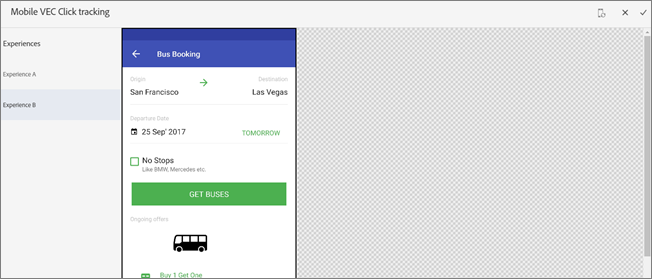 Mobile VEC Click tracking
Experiences
Experience A
Experience B
Bus Booking
Origin Destination
San Francisco Las Vegas
Departure Date
25 Sep' 2017 TOMORROW
No Stops
Like BMW, Mercedes etc.
GET BUSES
Ongoing offers
Buy 1 Get One